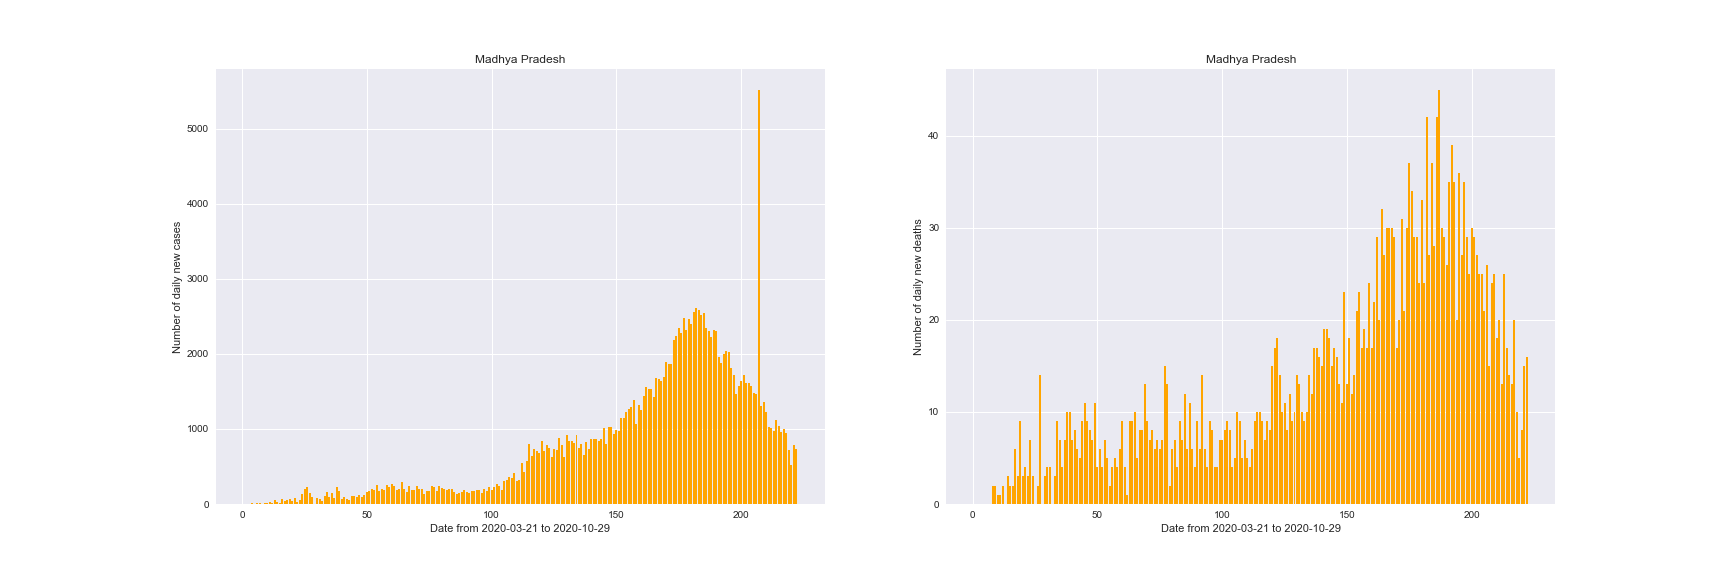 Madhya Pradesh
Number of daily new cases
5000
4000
3000
2000
1000
0
0 50 100 150 200
Date from 2020-03-21 to 2020-10-29
Madhya Pradesh
Number of daily new deaths
40
30
20
10
0
0 50 100 150 200
Date from 2020-03-21 to 2020-10-29